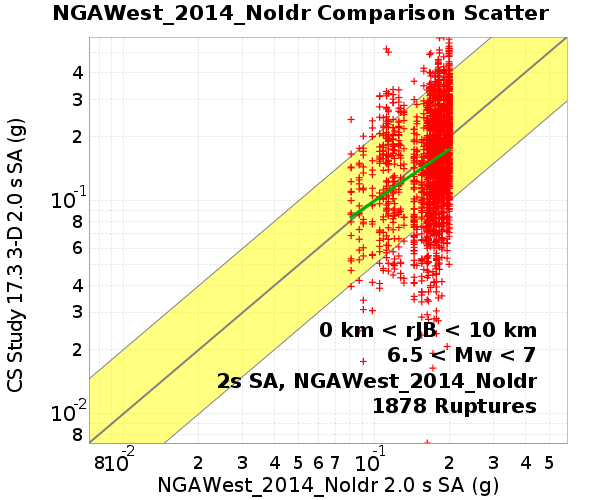 NGAWest_2014_NoIdr Comparison Scatter
CS Study 17.3 3-D 2.0 s SA (g)
4
3
2
10-1
8
6
4
3
2
10-2
8
0 km < rJB < 10 km
6.5 < Mw < 7
2s SA, NGAWest_2014_NoIdr
1878 Ruptures
8 10-2 2 3 4 5 6 7 10-1 2 3 4 5
NGAWest_2014_NoIdr 2.0 s SA (g)